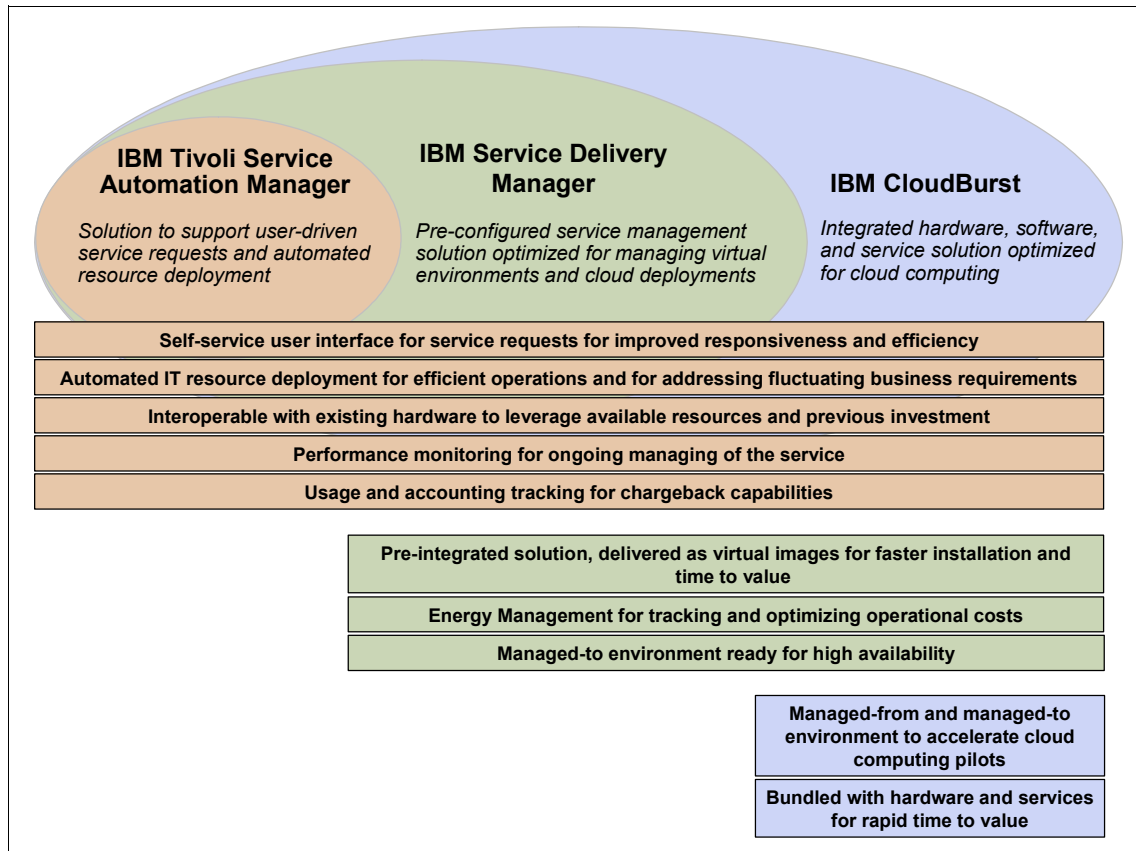 IBM Tivoli Service
Automation Manager
Solution to support user-driven
service requests and automated
resource deployment
IBM Service Delivery
Manager
Pre-configured service management
solution optimized for managing virtual
environments and cloud deployments
IBM CloudBurst
Integrated hardware, software,
and service solution optimized
for cloud computing
Self-service user interface for service requests for improved responsiveness and efficiency
Automated IT resource deployment for efficient operations and for addressing fluctuating business requirements
Interoperable with existing hardware to leverage available resources and previous investment
Performance monitoring for ongoing managing of the service
Usage and accounting tracking for chargeback capabilities
Pre-integrated solution, delivered as virtual images for faster installation and
time to value
Energy Management for tracking and optimizing operational costs
Managed-to environment ready for high availability
Managed-from and managed-to
environment to accelerate cloud
computing pilots
Bundled with hardware and services
for rapid time to value